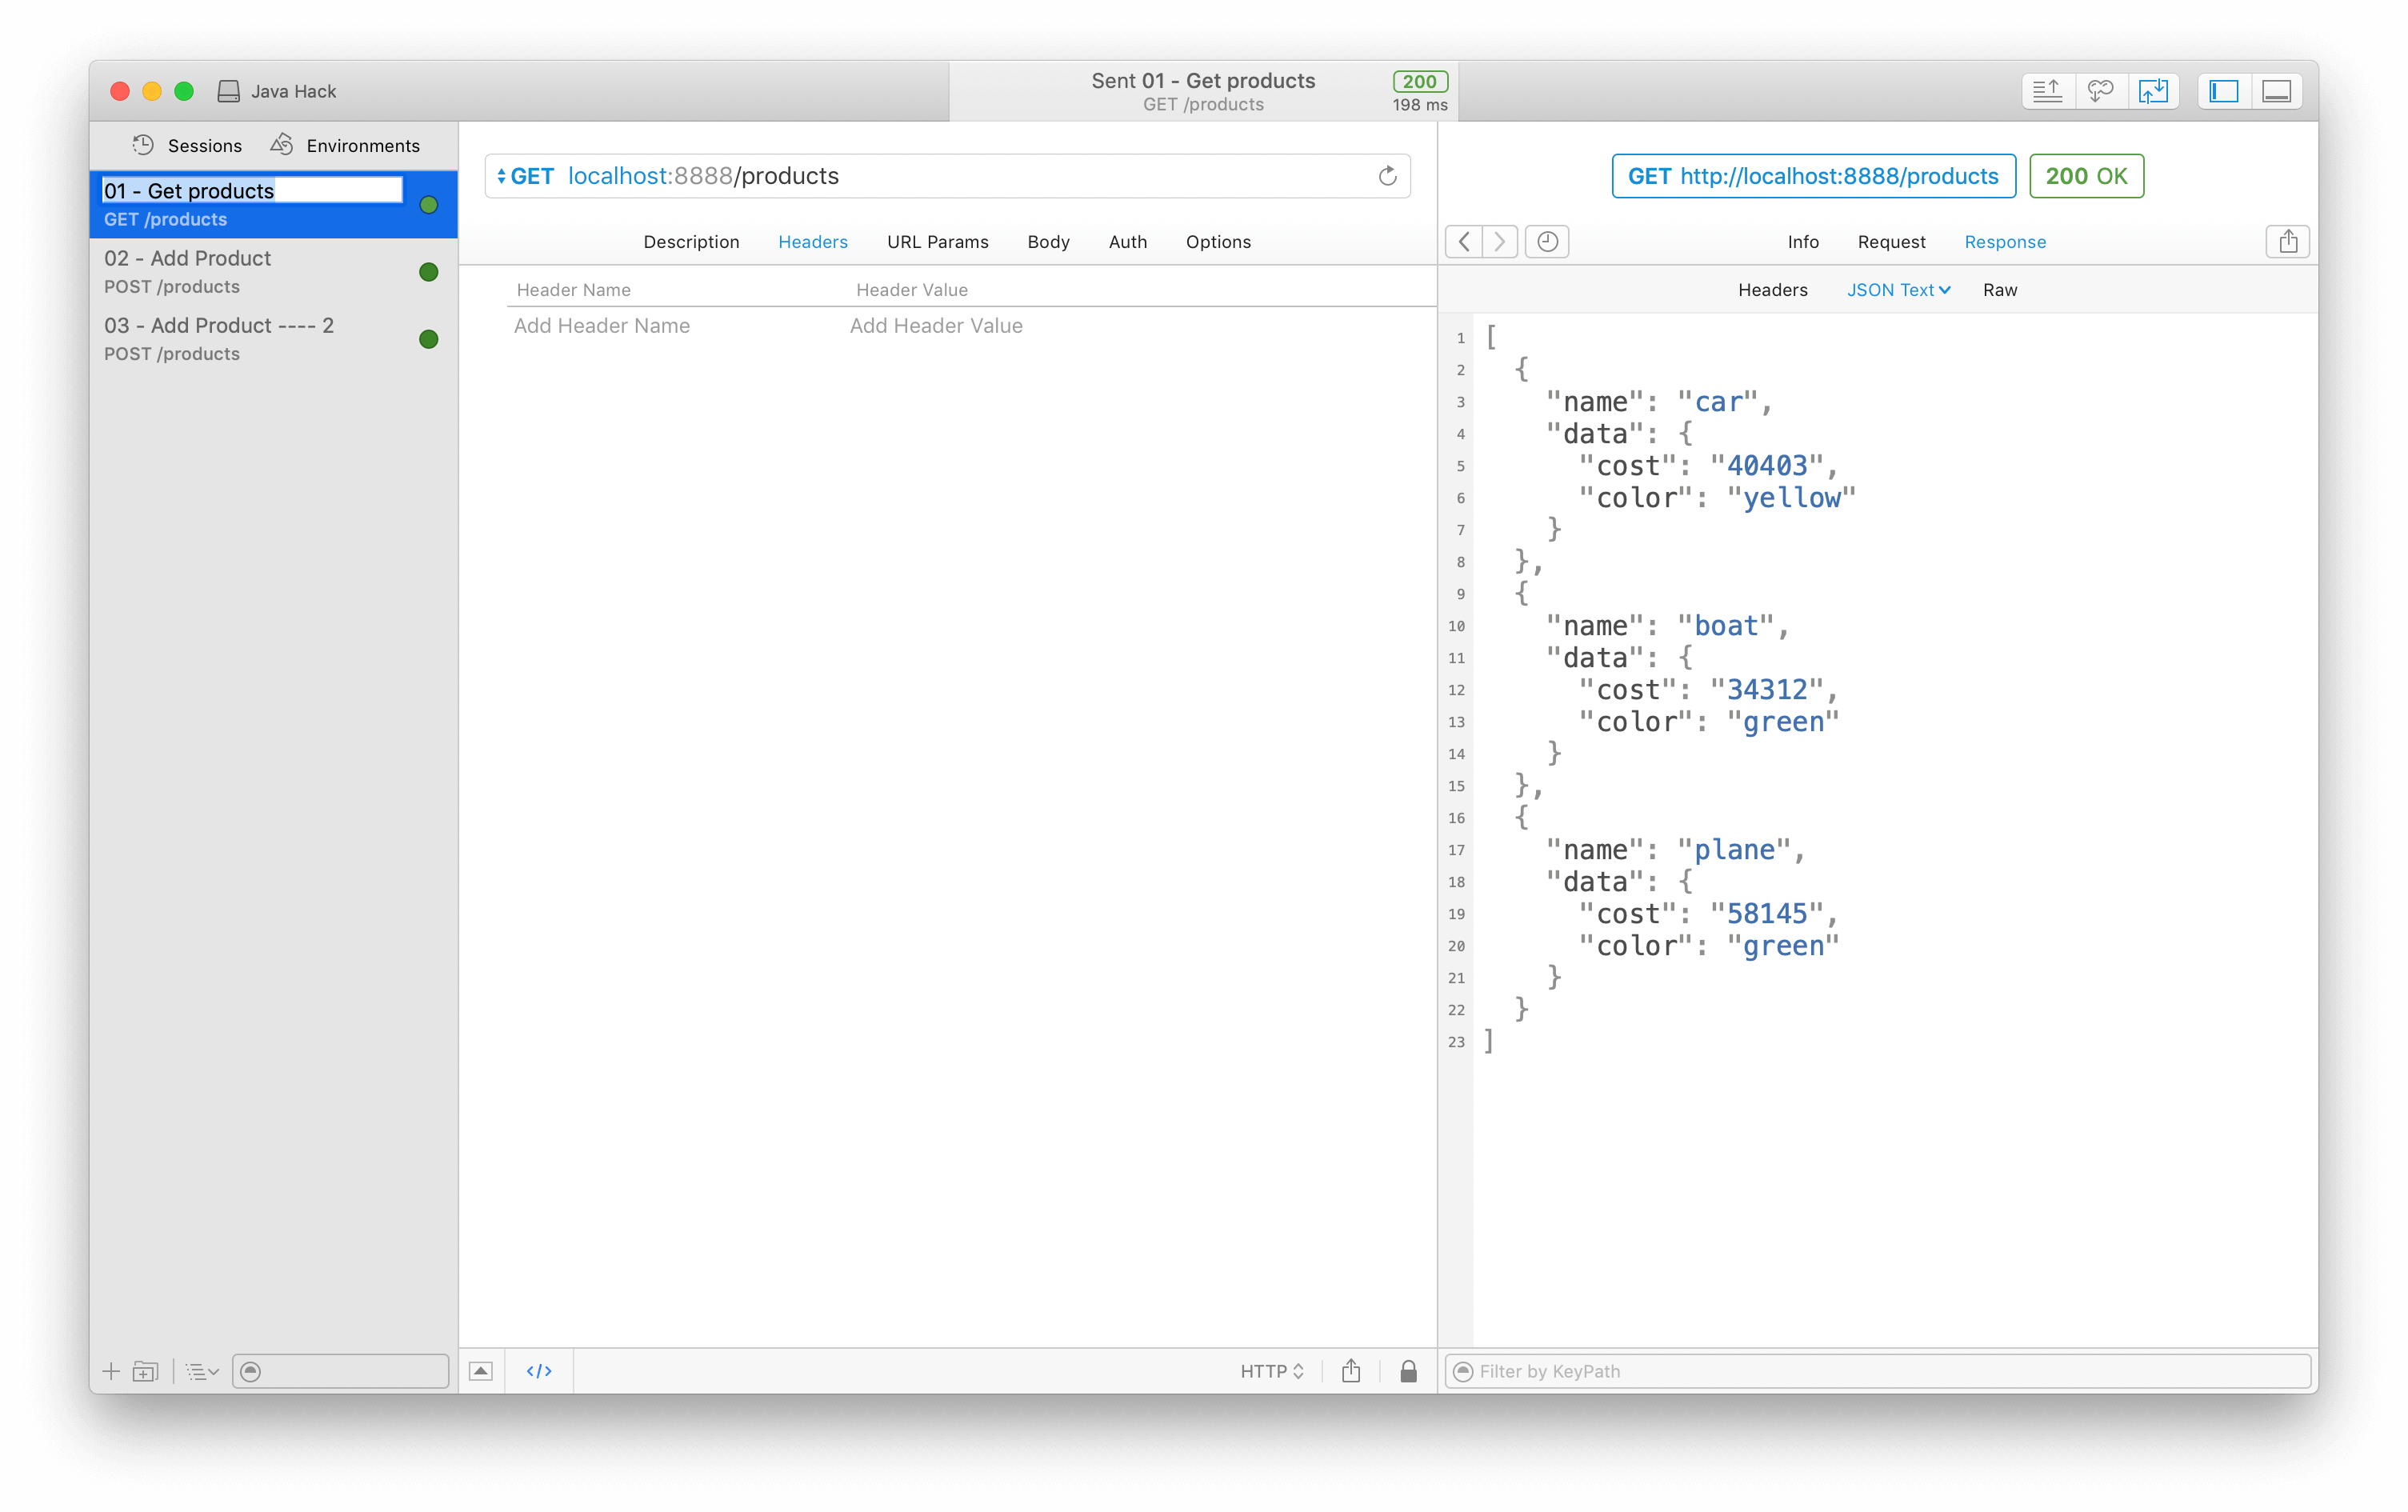 Java Hack
Sent 01 - Get products
GET /products
200
198 ms
Sessions
Environments
01 - Get products
GET /products
02 - Add Product
POST /products
03 - Add Product ---- 2
POST /products
GET localhost:8888/products
Description Headers URL Params Body Auth Options
Header Name Header Value
Add Header Name Add Header Value
HTTP
GET http://localhost:8888/products
200 OK
Info Request Response
Headers JSON Text Raw
1 [
2 {
3 "name": "car",
4 "data": {
5 "cost": "40403",
6 "color": "yellow"
7 }
8 },
9 {
10 "name": "boat",
11 "data": {
12 "cost": "34312",
13 "color": "green"
14 }
15 },
16 {
17 "name": "plane",
18 "data": {
19 "cost": "58145",
20 "color": "green"
21 }
22 }
23 ]
Filter by KeyPath